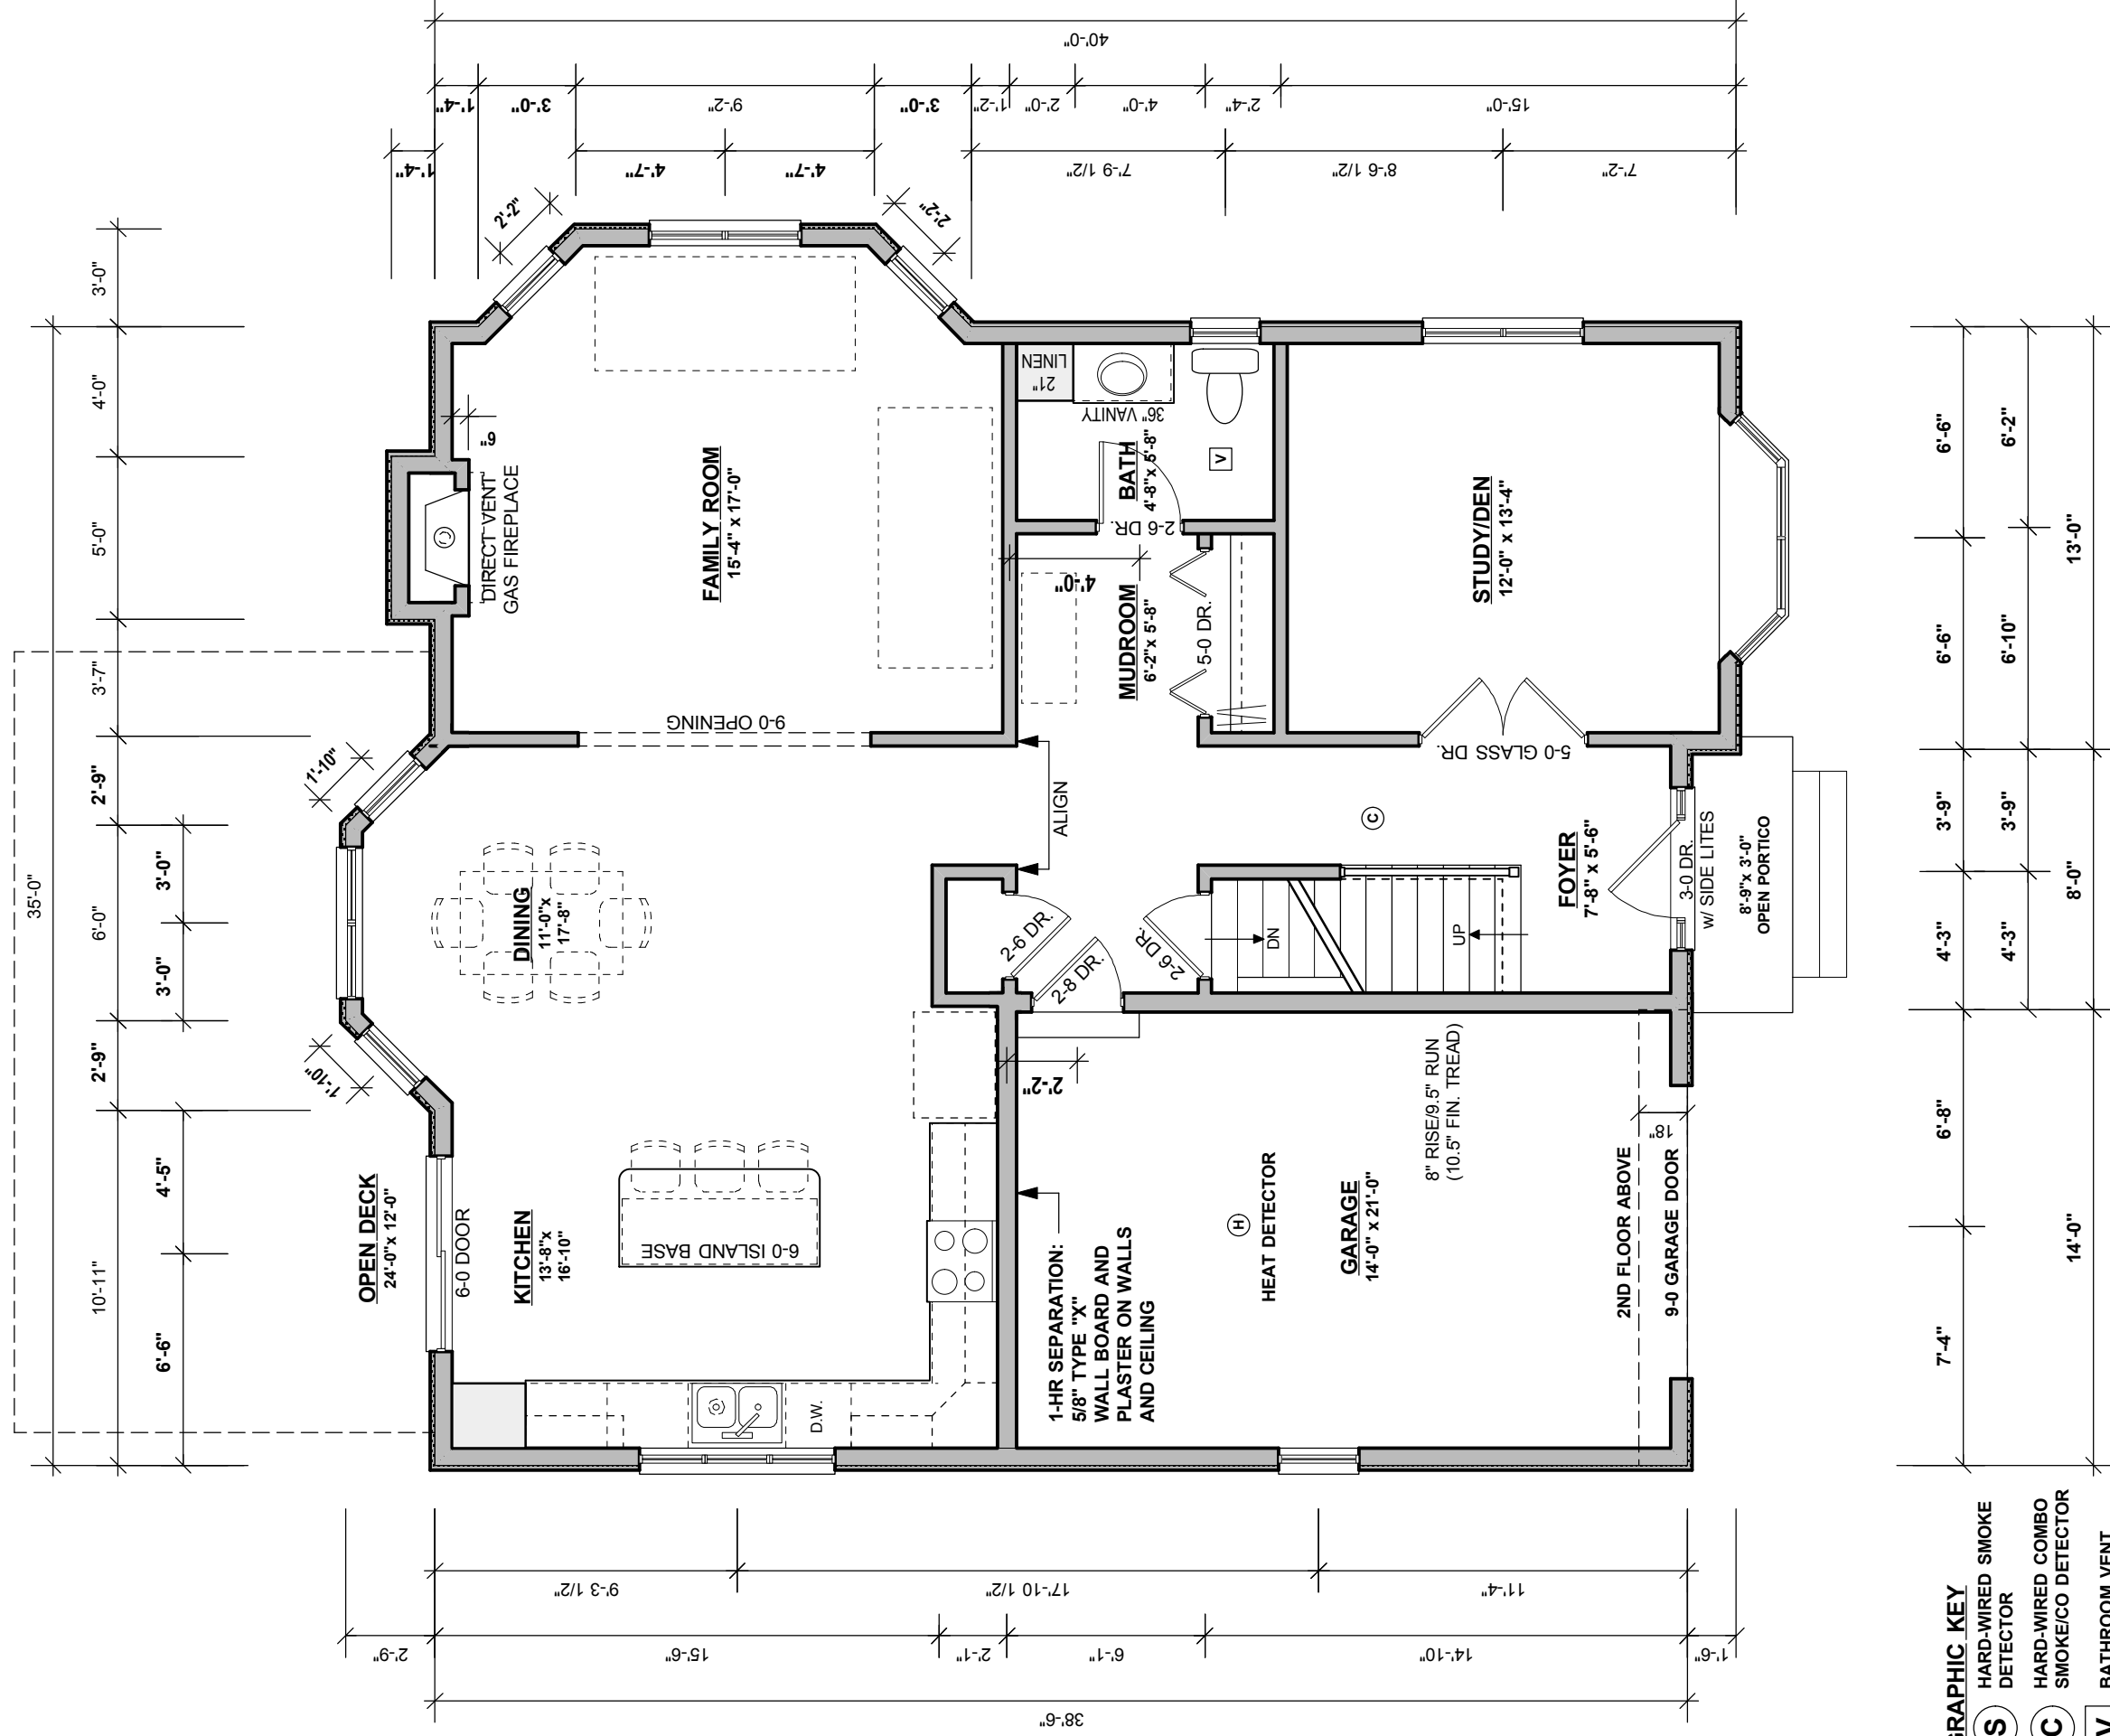 40'-0"
1'-4"
3'-0"
9'-2"
3'-0"
1'-2"
2'-0"
4'-0"
2'-4"
15'-0"
1'-4"
4'-7"
4'-7"
7'-9 1/2"
8'-6 1/2"
7'-2"
2'-2"
2'-2"
35'-0"
3'-0"
4'-0"
5'-0"
3'-7"
2'-9"
6'-0"
2'-9"
10'-11"
3'-0"
3'-0"
4'-5"
6'-6"
1'-10"
1'-10"
6"
DIRECT VENT
GAS FIREPLACE
FAMILY ROOM
15'-4" x 17'-0"
9-0 OPENING
LINEN
21"
36" VANITY
BATH
4'-8"x 5'-8"
2-6 DR.
V
MUDROOM
6'-2"x 5'-8"
4'-0"
5-0 DR.
STUDY/DEN
12'-0" x 13'-4"
5-0 GLASS DR.
ALIGN
C
FOYER
7'-8" x 5'-6"
3-0 DR.
W/ SIDE LITES
8'-9"x 3'-0"
OPEN PORTICO
DINING
11'-0"x
17'-8"
2-6 DR.
2-8 DR.
2-6 DR.
DN
UP
2'-2"
OPEN DECK
24'-0"x 12'-0"
6-0 DOOR
KITCHEN
13'-8"x
16'-10"
6-0 ISLAND BASE
D.W.
1-HR SEPARATION:
5/8" TYPE "X"
WALL BOARD AND
PLASTER ON WALLS
AND CEILING
H
HEAT DETECTOR
GARAGE
14'-0" x 21'-0"
8" RISE/9.5" RUN
(10.5" FIN. TREAD)
2ND FLOOR ABOVE
9-0 GARAGE DOOR
18"
6'-6"
6'-6"
3'-9"
4'-3"
6'-8"
7'-4"
6'-2"
6'-10"
3'-9"
4'-3"
13'-0"
8'-0"
14'-0"
9'-3 1/2"
17'-10 1/2"
11'-4"
2'-9"
15'-6"
2'-1"
6'-1"
14'-10"
1'-6"
38'-6"
GRAPHIC KEY
S HARD-WIRED SMOKE
DETECTOR
C HARD-WIRED COMBO
SMOKE/CO DETECTOR
V BATHROOM VENT